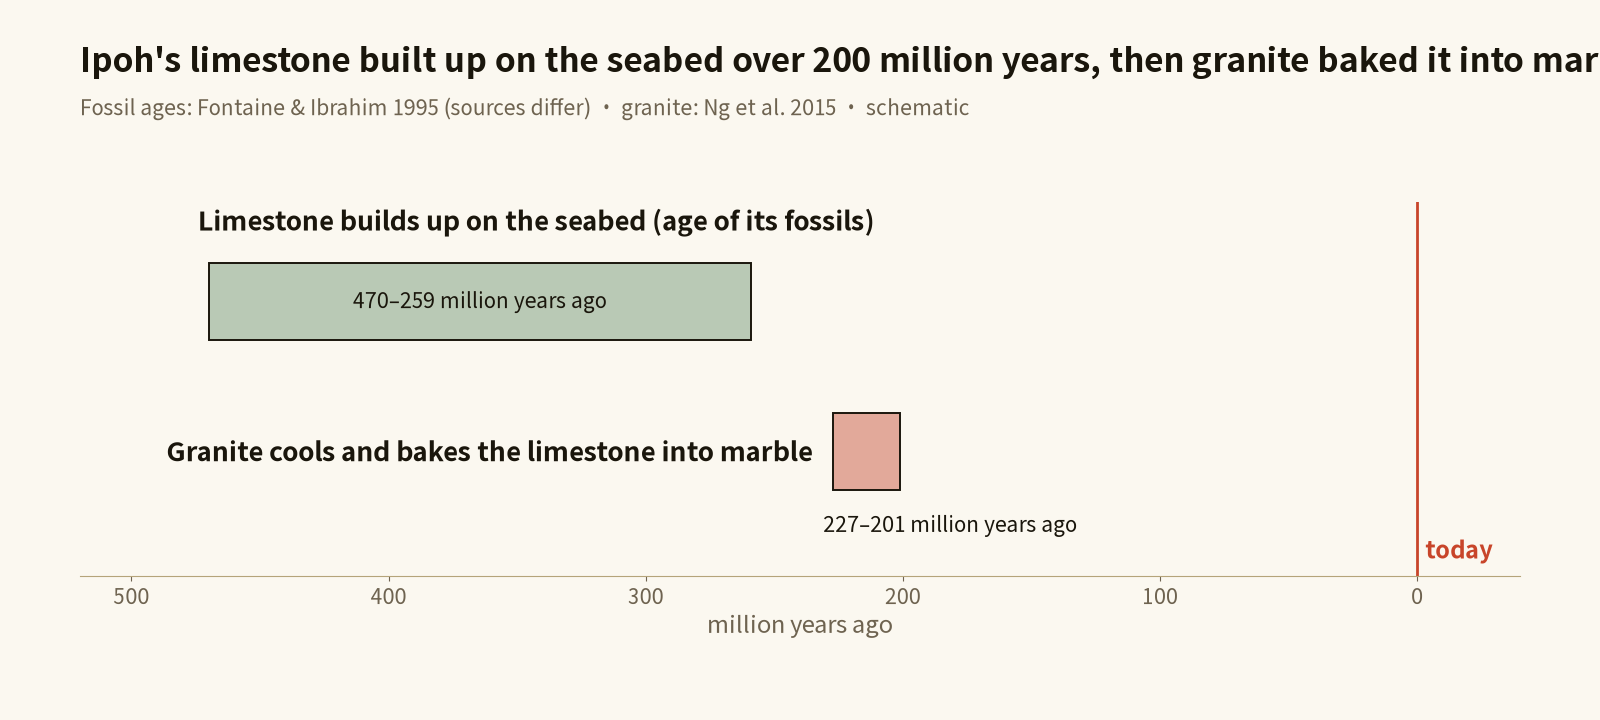 Ipoh's limestone built up on the seabed over 200 million years, then granite baked it into mar
Fossil ages: Fontaine & Ibrahim 1995 (sources differ) • granite: Ng et al. 2015 • schematic
Limestone builds up on the seabed (age of its fossils)
470–259 million years ago
Granite cools and bakes the limestone into marble
227–201 million years ago
today
500 400 300 200 100 0
million years ago